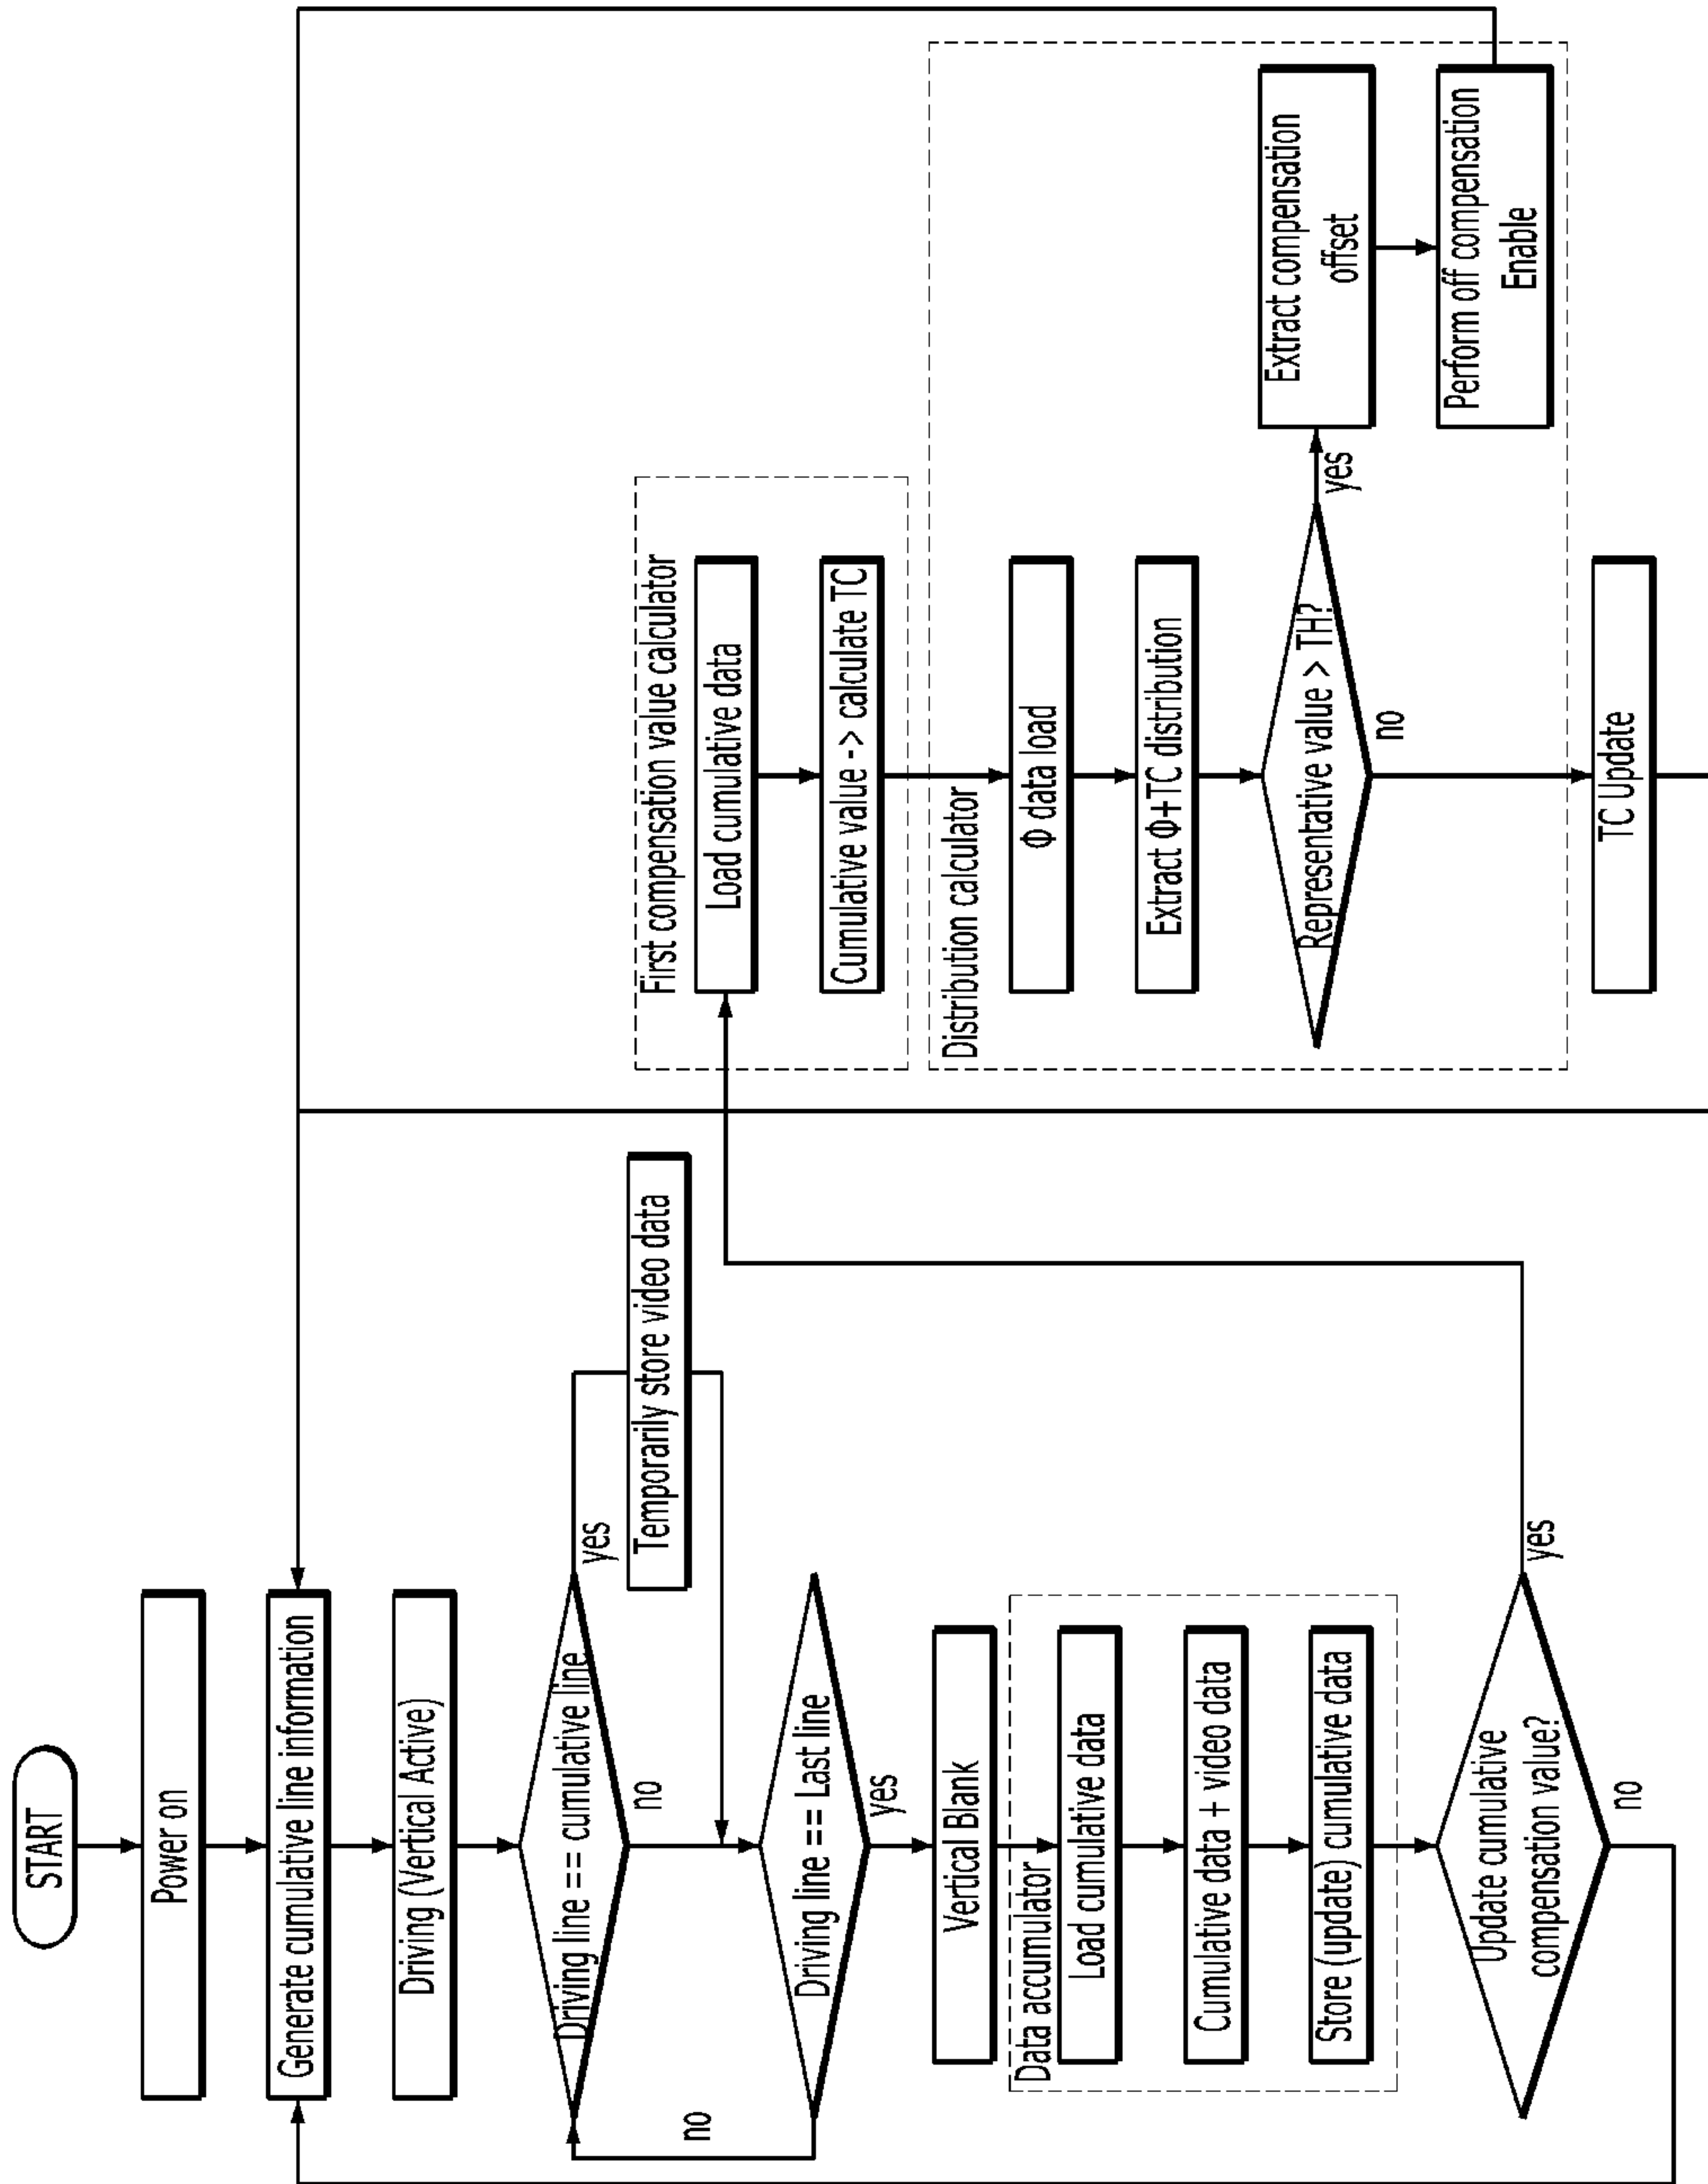 START
Power on
Generate cumulative line information
Driving (Vertical Active)
Driving line == cumulative line
yes
Temporarily store video data
no
Driving line == Last line
no
yes
Vertical Blank
Data accumulator
Load cumulative data
Cumulative data + video data
Store (update) cumulative data
Update cumulative
compensation value?
yes
no
First compensation value calculator
Load cumulative data
Cumulative value -> calculate TC
Distribution calculator
Φ data load
Extract Φ+TC distribution
Representative value > TH?
yes
no
Extract compensation
offset
Perform off compensation
Enable
TC Update